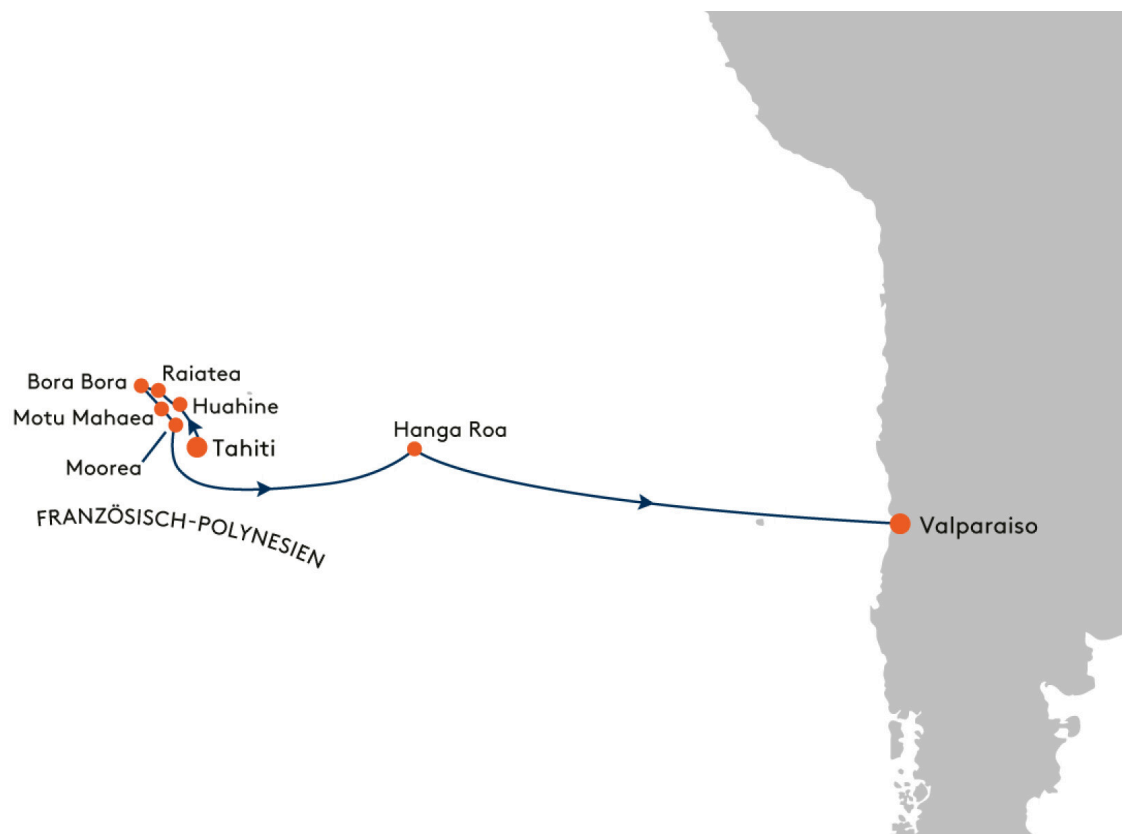 Raiatea
Bora Bora
Huahine
Motu Mahaea
Hanga Roa
Tahiti
Moorea
FRANZÖSISCH-POLYNESIEN
Valparaiso